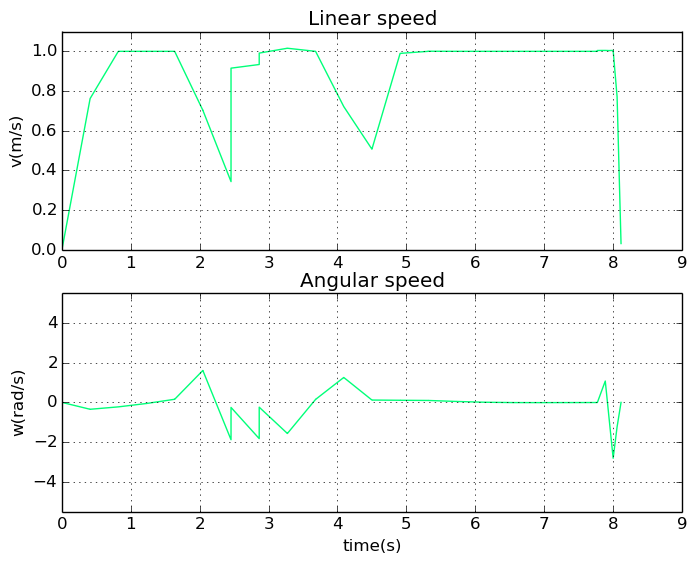 Linear speed
1.0
0.8
0.6
0.4
0.2
0.0
v(m/s)
0 1 2 3 4 5 6 7 8 9
Angular speed
4
2
0
−2
−4
w(rad/s)
0 1 2 3 4 5 6 7 8 9
time(s)